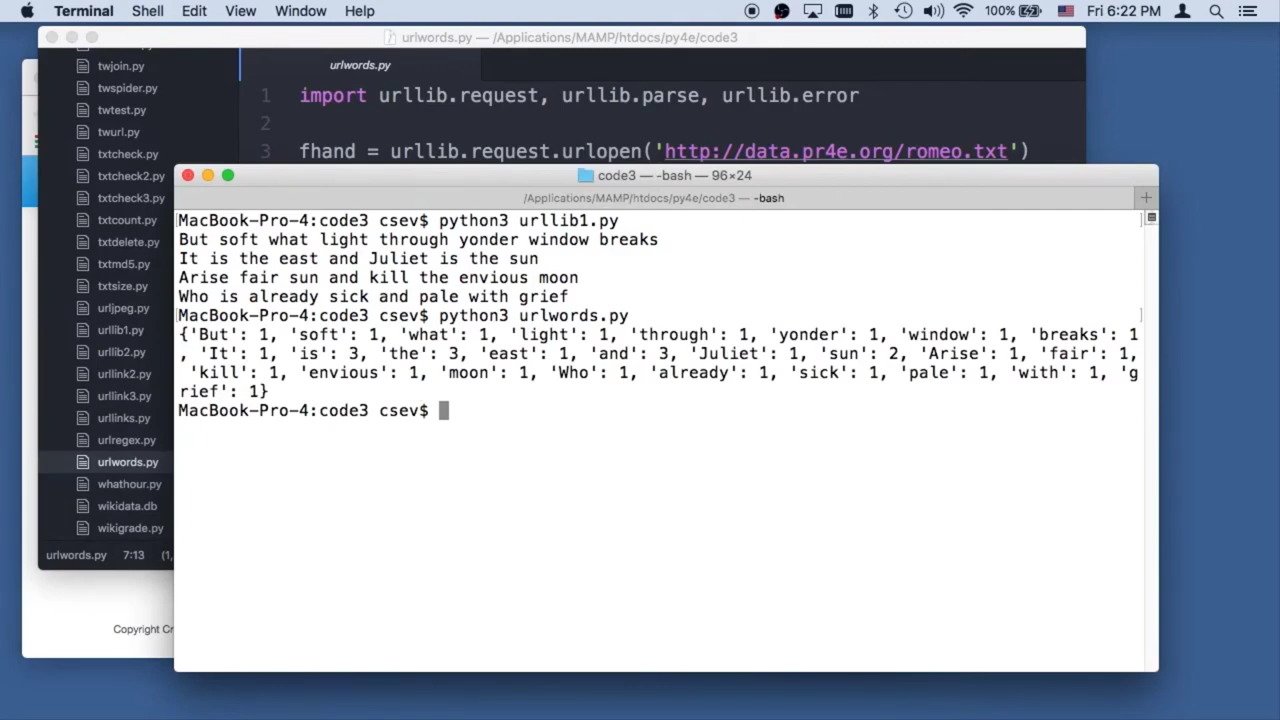 Terminal Shell Edit View Window Help 100% Fri 6:22 PM
urlwords.py — /Applications/MAMP/htdocs/py4e/code3
twjoin.py
twspider.py
twtest.py
twurl.py
txtcheck.py
txtcheck2.py
txtcheck3.py
txtcount.py
txtdelete.py
txtmd5.py
txtsize.py
urljpeg.py
urllib1.py
urllib2.py
urllink2.py
urllink3.py
urllinks.py
urlregex.py
urlwords.py
whathour.py
wikidata.db
wikigrade.py
urlwords.py 7:13 (1,
urlwords.py
1 import urllib.request, urllib.parse, urllib.error
2
3 fhand = urllib.request.urlopen('http://data.pr4e.org/romeo.txt')
code3 — -bash — 96×24
/Applications/MAMP/htdocs/py4e/code3 — -bash
MacBook-Pro-4:code3 csev$ python3 urllib1.py
But soft what light through yonder window breaks
It is the east and Juliet is the sun
Arise fair sun and kill the envious moon
Who is already sick and pale with grief
MacBook-Pro-4:code3 csev$ python3 urlwords.py
{'But': 1, 'soft': 1, 'what': 1, 'light': 1, 'through': 1, 'yonder': 1, 'window': 1, 'breaks': 1
, 'It': 1, 'is': 3, 'the': 3, 'east': 1, 'and': 3, 'Juliet': 1, 'sun': 2, 'Arise': 1, 'fair': 1,
'kill': 1, 'envious': 1, 'moon': 1, 'Who': 1, 'already': 1, 'sick': 1, 'pale': 1, 'with': 1, 'g
rief': 1}
MacBook-Pro-4:code3 csev$
Copyright Cr